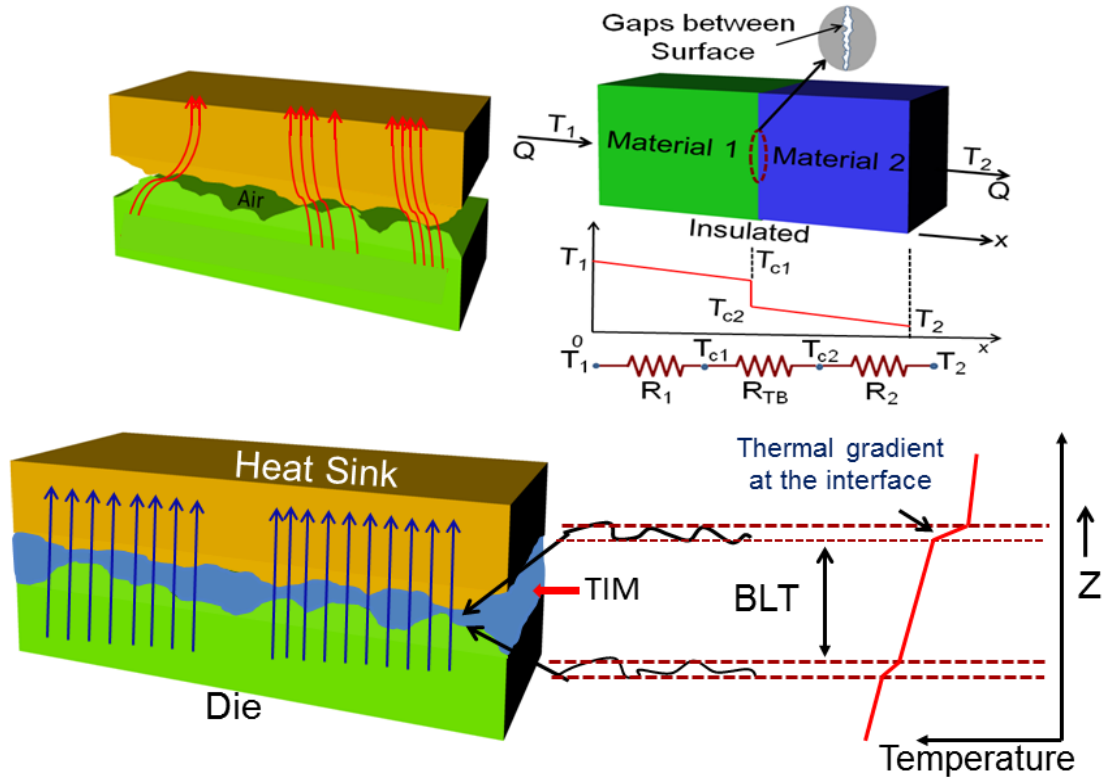 Gaps between
Surface
Air
T1
Q
Material 1
Material 2
T2
Q
Insulated
x
T1
Tc1
Tc2
T2
0
x
T1
Tc1
Tc2
T2
R1
RTB
R2
Heat Sink
Thermal gradient
at the interface
TIM
BLT
Z
Die
Temperature